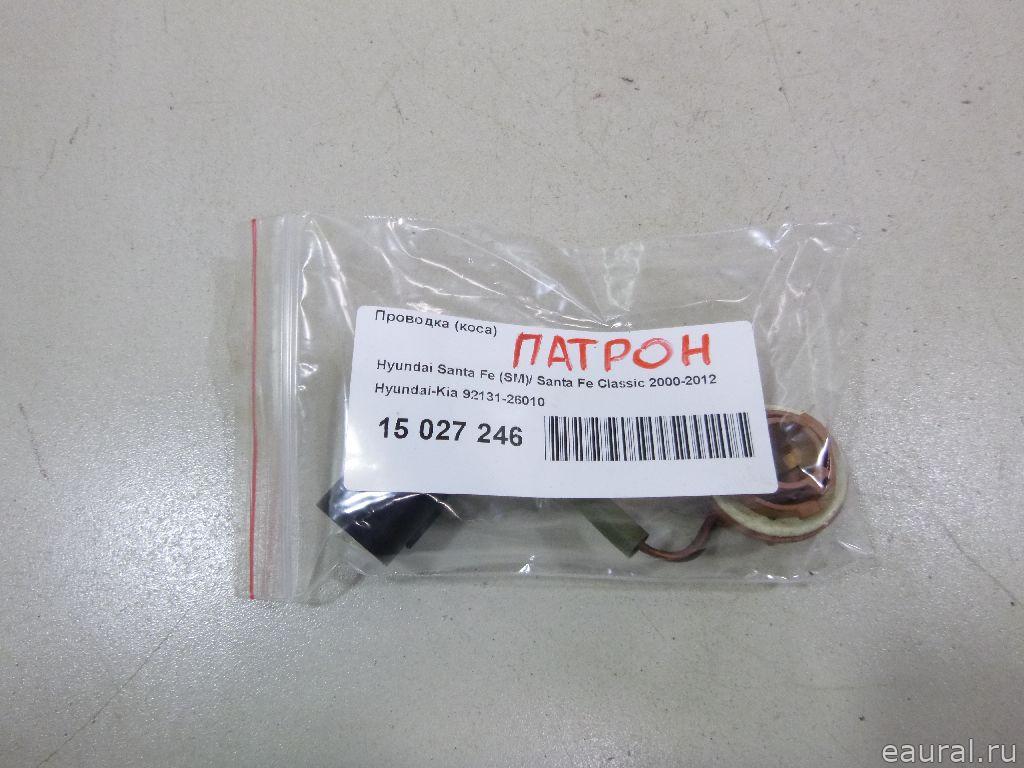 Проводка (коса)
ПАТРОН
Hyundai Santa Fe (SM)/ Santa Fe Classic 2000-2012
Hyundai-Kia 92131-26010
15 027 246
eaural.ru